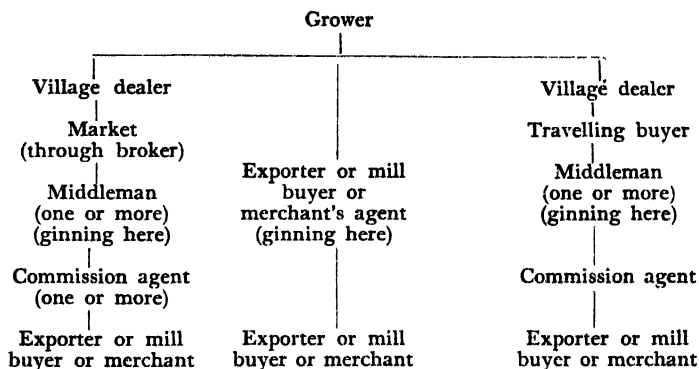 Grower
Village dealer
Market
(through broker)
Middleman
(one or more)
(ginning here)
Commission agent
(one or more)
Exporter or mill
buyer or merchant
Exporter or mill
buyer or
merchant's agent
(ginning here)
Exporter or mill
buyer or merchant
Village dealer
Travelling buyer
Middleman
(one or more)
(ginning here)
Commission agent
Exporter or mill
buyer or merchant